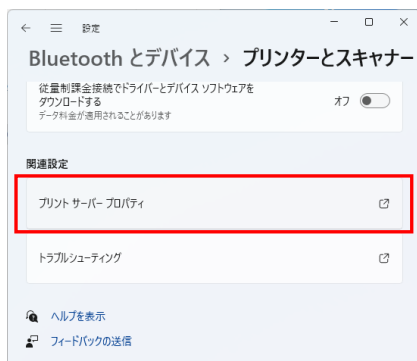 設定
Bluetooth とデバイス › プリンターとスキャナー
従量制課金接続でドライバーとデバイス ソフトウェアを
ダウンロードする
オフ
データ料金が適用されることがあります
関連設定
プリント サーバー プロパティ
トラブルシューティング
ヘルプを表示
フィードバックの送信